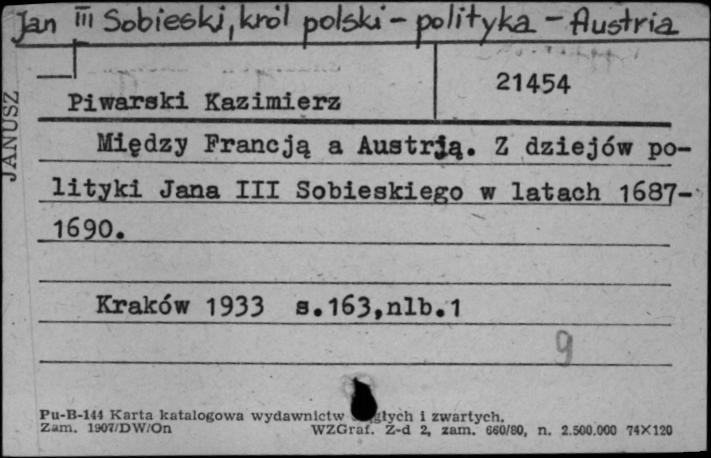 Jan III Sobieski, król polski - polityka - Austria
21454
Piwarski Kazimierz
JANUSZ
Między Francją a Austrją. Z dziejów po-
lityki Jana III Sobieskiego w latach 1687-
1690.
Kraków 1933 s.163,nlb.1
9
Pu-B-144 Karta katalogowa wydawnictw i zwartych.
Zam. 1907/DW/On WZGraf. Z-d 2, zam. 660/80, n. 2.500.000 74X120